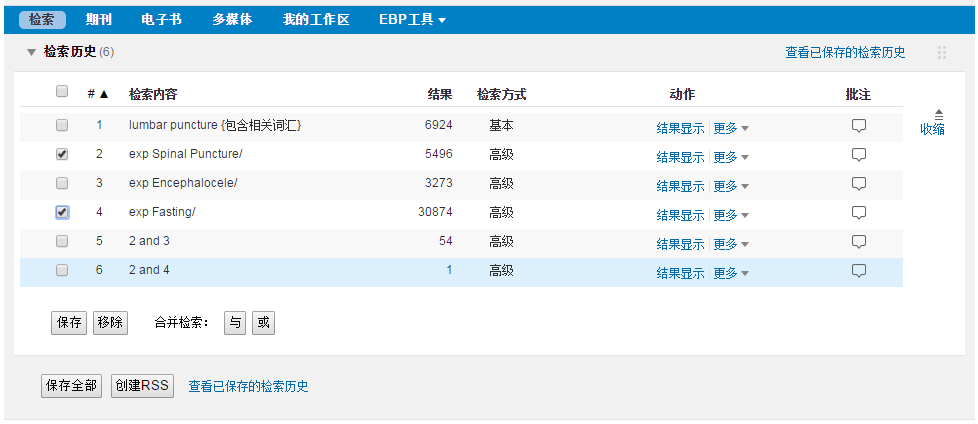 检索 期刊 电子书 多媒体 我的工作区 EBP工具
检索历史 (6) 查看已保存的检索历史
# ▲ 检索内容 结果 检索方式 动作 批注
1 lumbar puncture {包含相关词汇} 6924 基本 结果显示 更多 收缩
2 exp Spinal Puncture/ 5496 高级 结果显示 更多
3 exp Encephalocele/ 3273 高级 结果显示 更多
4 exp Fasting/ 30874 高级 结果显示 更多
5 2 and 3 54 高级 结果显示 更多
6 2 and 4 1 高级 结果显示 更多
保存 移除 合并检索： 与 或
保存全部 创建RSS 查看已保存的检索历史